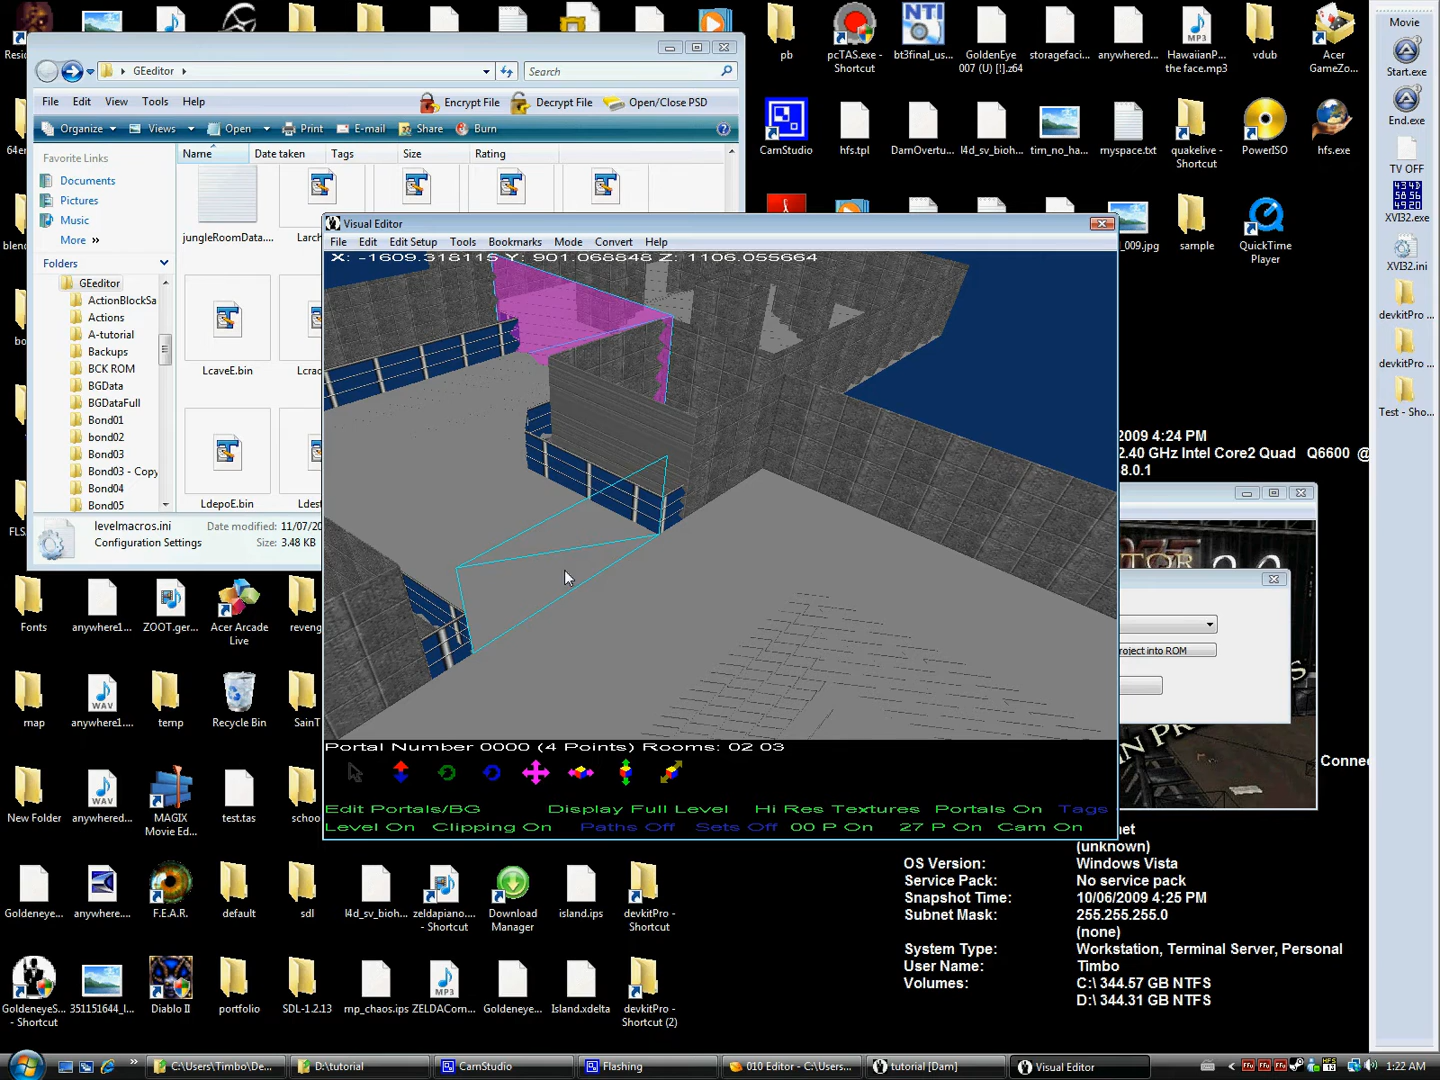 GEeditor
Search
File Edit View Tools Help
Encrypt File Decrypt File Open/Close PSD
Organize Views Open Print E-mail Share Burn
Favorite Links
Documents
Pictures
Music
More »
Folders
GEeditor
ActionBlockSa
Actions
A-tutorial
Backups
BCK ROM
BGData
BGDataFull
Bond01
bond02
Bond03
Bond03 - Copy
Bond04
Bond05
Name Date taken Tags Size Rating
jungleRoomData...
LcaveE.bin
LdepoE.bin
levelmacros.ini Date modified: 11/07/20
Configuration Settings Size: 3.48 KB
Visual Editor
File Edit Edit Setup Tools Bookmarks Mode Convert Help
X: -1609.318115 Y: 901.068848 Z: 1106.055664
Portal Number 0000 (4 Points) Rooms: 02 03
Edit Portals/BG Display Full Level Hi Res Textures Portals On Tags
Level On Clipping On Paths Off Sets Off 00 P On 27 P On Cam On
pb
pcTAS.exe - Shortcut
bt3final_us...
GoldenEye 007 (U) [!].z64
storagefaci...
anywhered...
HawaiianP... the face.mp3
vdub
Acer GameZo...
CamStudio
hfs.tpl
DamOvertu...
l4d_sv_bioh...
tim_no_ha...
myspace.txt
quakelive - Shortcut
PowerISO
hfs.exe
_009.jpg
sample
QuickTime Player
Movie
Start.exe
End.exe
TV OFF
XVI32.exe
XVI32.ini
devkitPro ...
devkitPro ...
Test - Sho...
2009 4:24 PM
2.40 GHz Intel Core2 Quad Q6600 @
8.0.1
roject into ROM
Connec
Fonts
anywhere1...
ZOOT.ger...
Acer Arcade Live
reveng
map
anywhered...
temp
Recycle Bin
SainT
New Folder
anywhered...
MAGIX Movie Ed...
test.tas
schoo
Goldeneye...
anywhere....
F.E.A.R.
default
sdl
l4d_sv_bioh...
zeldapiano.... - Shortcut
Download Manager
island.ips
devkitPro - Shortcut
GoldeneyeS... - Shortcut
351151644_l...
Diablo II
portfolio
SDL-1.2.13
mp_chaos.ips
ZELDACorn...
Goldeneye...
Island.xdelta
devkitPro - Shortcut (2)
(unknown)
OS Version: Windows Vista
Service Pack: No service pack
Snapshot Time: 10/06/2009 4:25 PM
Subnet Mask: 255.255.255.0
(none)
System Type: Workstation, Terminal Server, Personal
User Name: Timbo
Volumes: C:\ 344.57 GB NTFS
D:\ 344.31 GB NTFS
C:\Users\Timbo\De... D:\tutorial CamStudio Flashing 010 Editor - C:\Users... tutorial [Dam] Visual Editor 1:22 AM